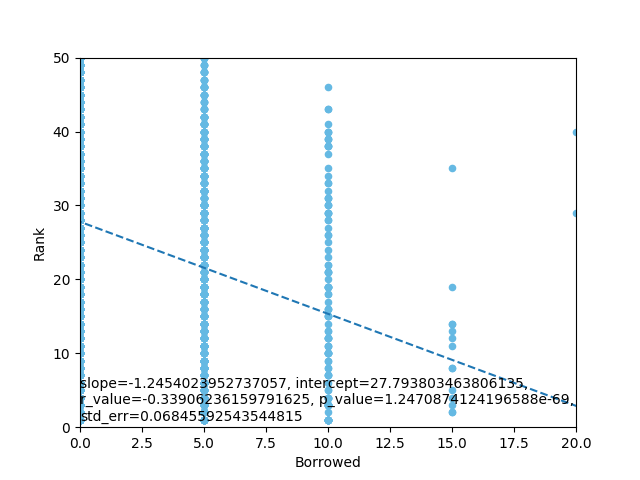 50
40
30
20
10
0
Rank
slope=-1.2454023952737057, intercept=27.793803463806135,
r_value=-0.33906236159791625, p_value=1.2470874124196588e-69,
std_err=0.06845592543544815
0.0 2.5 5.0 7.5 10.0 12.5 15.0 17.5 20.0
Borrowed